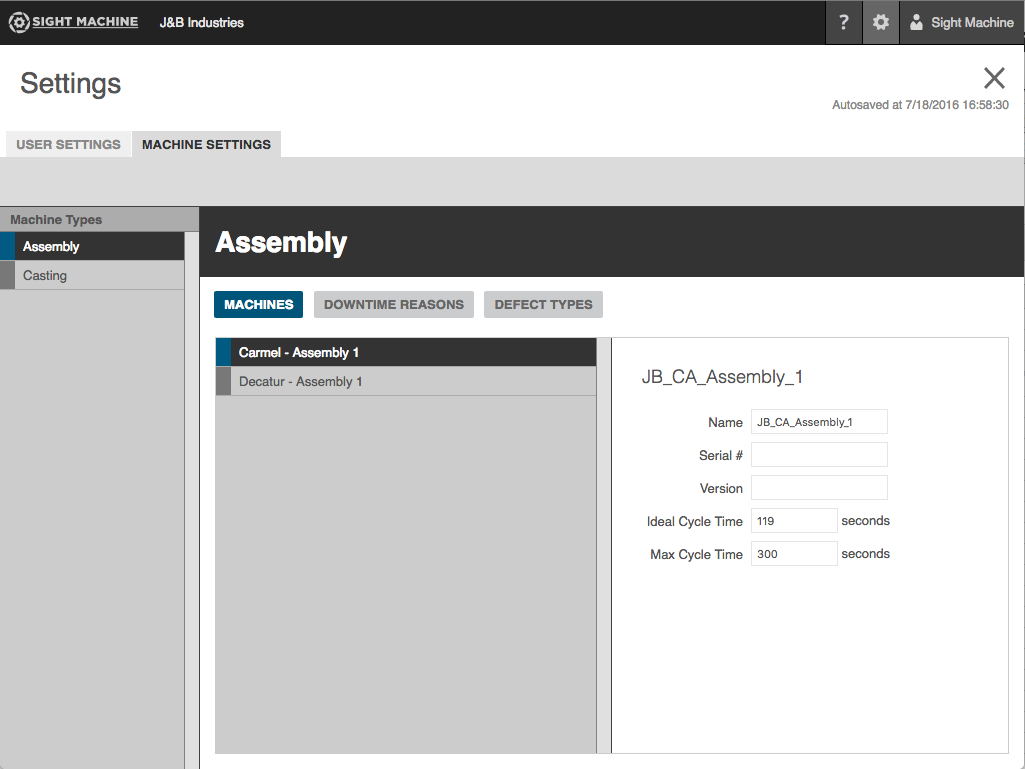 SIGHT MACHINE J&B Industries ? Sight Machine
Settings
Autosaved at 7/18/2016 16:58:30
USER SETTINGS MACHINE SETTINGS
Machine Types
Assembly
Casting
Assembly
MACHINES DOWNTIME REASONS DEFECT TYPES
Carmel - Assembly 1
Decatur - Assembly 1
JB_CA_Assembly_1
Name JB_CA_Assembly_1
Serial #
Version
Ideal Cycle Time 119 seconds
Max Cycle Time 300 seconds